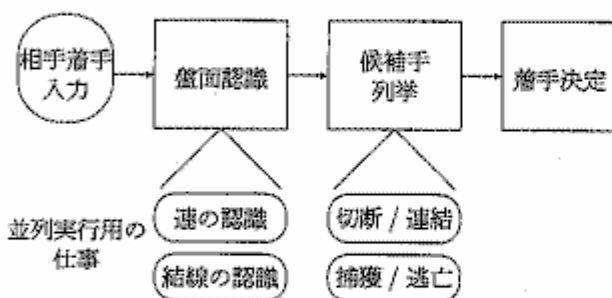 相手着手
入力
盤面認識
候補手
列挙
着手決定
並列実行用の
仕事
連の認識
結線の認識
切断 / 連結
捕獲 / 逃亡